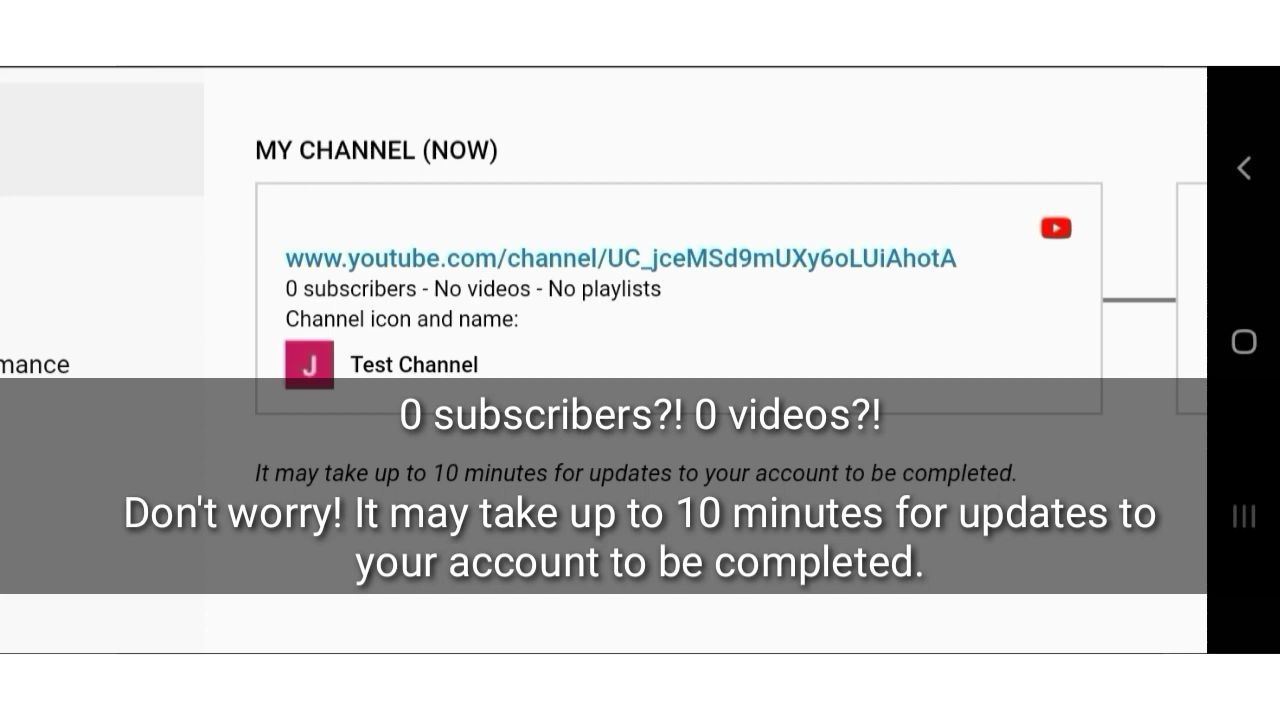 MY CHANNEL (NOW)
www.youtube.com/channel/UC_jceMSd9mUXy6oLUiAhotA
0 subscribers - No videos - No playlists
Channel icon and name:
J Test Channel
mance
0 subscribers?! 0 videos?!
It may take up to 10 minutes for updates to your account to be completed.
Don't worry! It may take up to 10 minutes for updates to
your account to be completed.